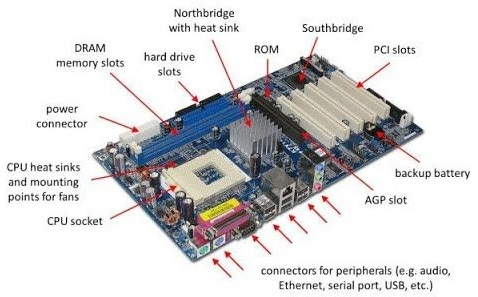 Northbridge
with heat sink
Southbridge
DRAM
memory slots
hard drive
slots
ROM
PCI slots
power
connector
CPU heat sinks
and mounting
points for fans
CPU socket
backup battery
AGP slot
connectors for peripherals (e.g. audio,
Ethernet, serial port, USB, etc.)